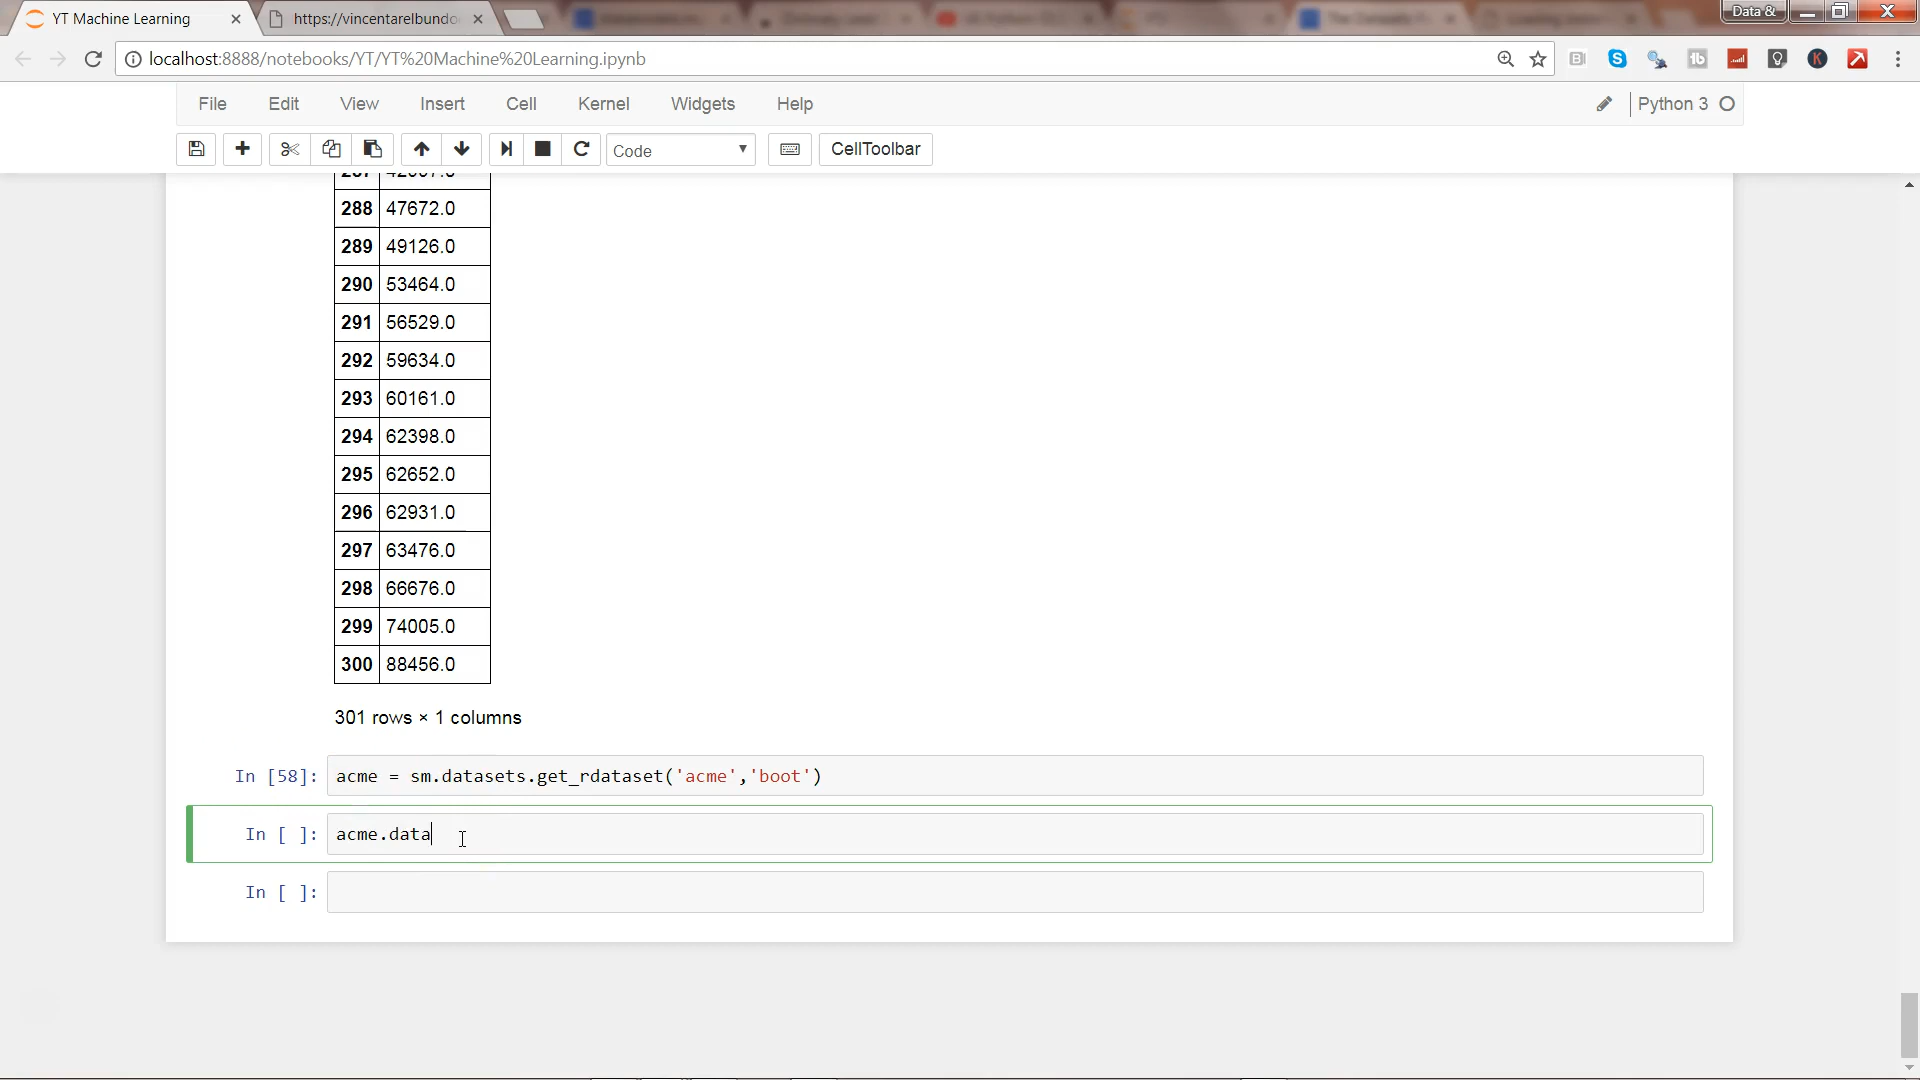 YT Machine Learning
https://vincentarelbundo
Data &
localhost:8888/notebooks/YT/YT%20Machine%20Learning.ipynb
File Edit View Insert Cell Kernel Widgets Help
Python 3
Code
CellToolbar
288 47672.0
289 49126.0
290 53464.0
291 56529.0
292 59634.0
293 60161.0
294 62398.0
295 62652.0
296 62931.0
297 63476.0
298 66676.0
299 74005.0
300 88456.0
301 rows × 1 columns
In [58]: acme = sm.datasets.get_rdataset('acme','boot')
In [ ]: acme.data
In [ ]: